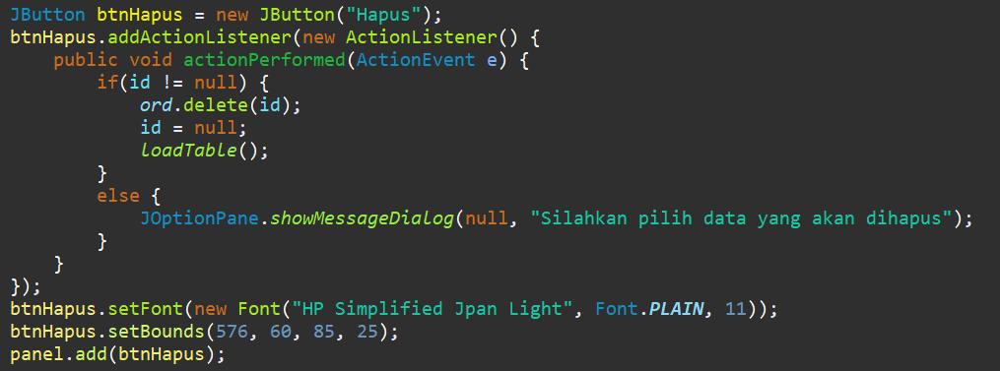 JButton btnHapus = new JButton("Hapus");
btnHapus.addActionListener(new ActionListener() {
    public void actionPerformed(ActionEvent e) {
        if(id != null) {
            ord.delete(id);
            id = null;
            loadTable();
        }
        else {
            JOptionPane.showMessageDialog(null, "Silahkan pilih data yang akan dihapus");
        }
    }
});
btnHapus.setFont(new Font("HP Simplified Jpan Light", Font.PLAIN, 11));
btnHapus.setBounds(576, 60, 85, 25);
panel.add(btnHapus);